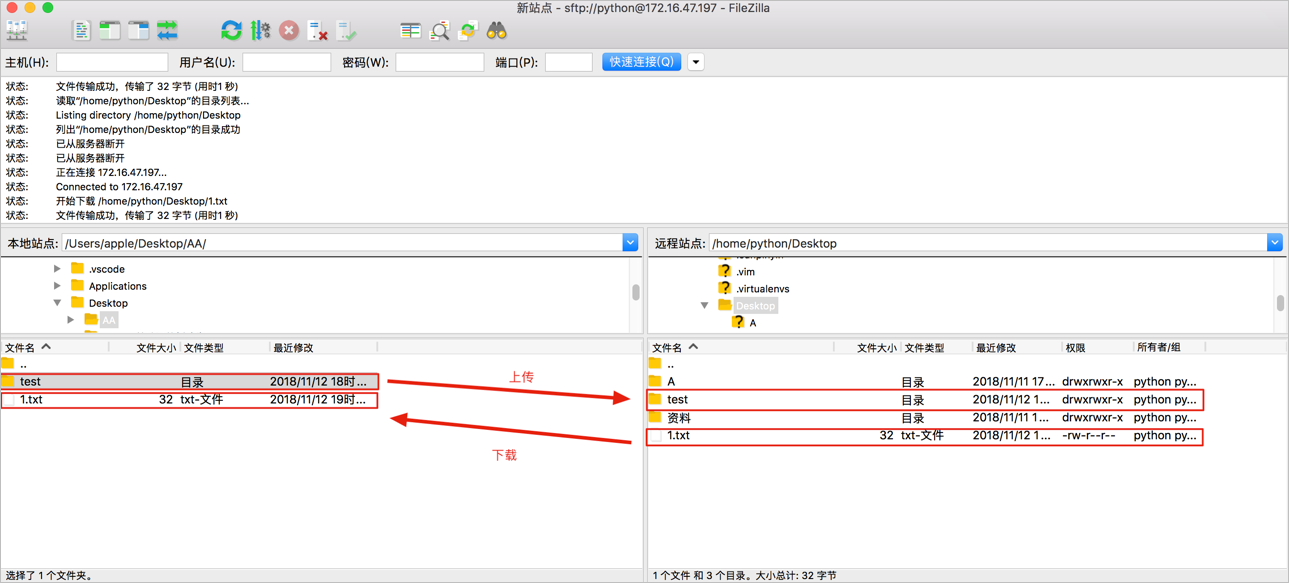 新站点 - sftp://python@172.16.47.197 - FileZilla
主机(H): 用户名(U): 密码(W): 端口(P): 快速连接(Q)
状态: 文件传输成功，传输了 32 字节 (用时1 秒)
状态: 读取“/home/python/Desktop”的目录列表...
状态: Listing directory /home/python/Desktop
状态: 列出“/home/python/Desktop”的目录成功
状态: 已从服务器断开
状态: 已从服务器断开
状态: 正在连接 172.16.47.197...
状态: Connected to 172.16.47.197
状态: 开始下载 /home/python/Desktop/1.txt
状态: 文件传输成功，传输了 32 字节 (用时1 秒)
本地站点: /Users/apple/Desktop/AA/
.vscode
Applications
Desktop
AA
文件名 文件大小 文件类型 最近修改
..
test 目录 2018/11/12 18时...
1.txt 32 txt-文件 2018/11/12 19时...
选择了 1 个文件夹。
上传
下载
远程站点: /home/python/Desktop
.vim
.virtualenvs
Desktop
A
文件名 文件大小 文件类型 最近修改 权限 所有者/组
..
A 目录 2018/11/11 17... drwxrwxr-x python py...
test 目录 2018/11/12 1... drwxrwxr-x python py...
资料 目录 2018/11/11 1... drwxrwxr-x python py...
1.txt 32 txt-文件 2018/11/12 1... -rw-r--r-- python py...
1 个文件 和 3 个目录。大小总计: 32 字节